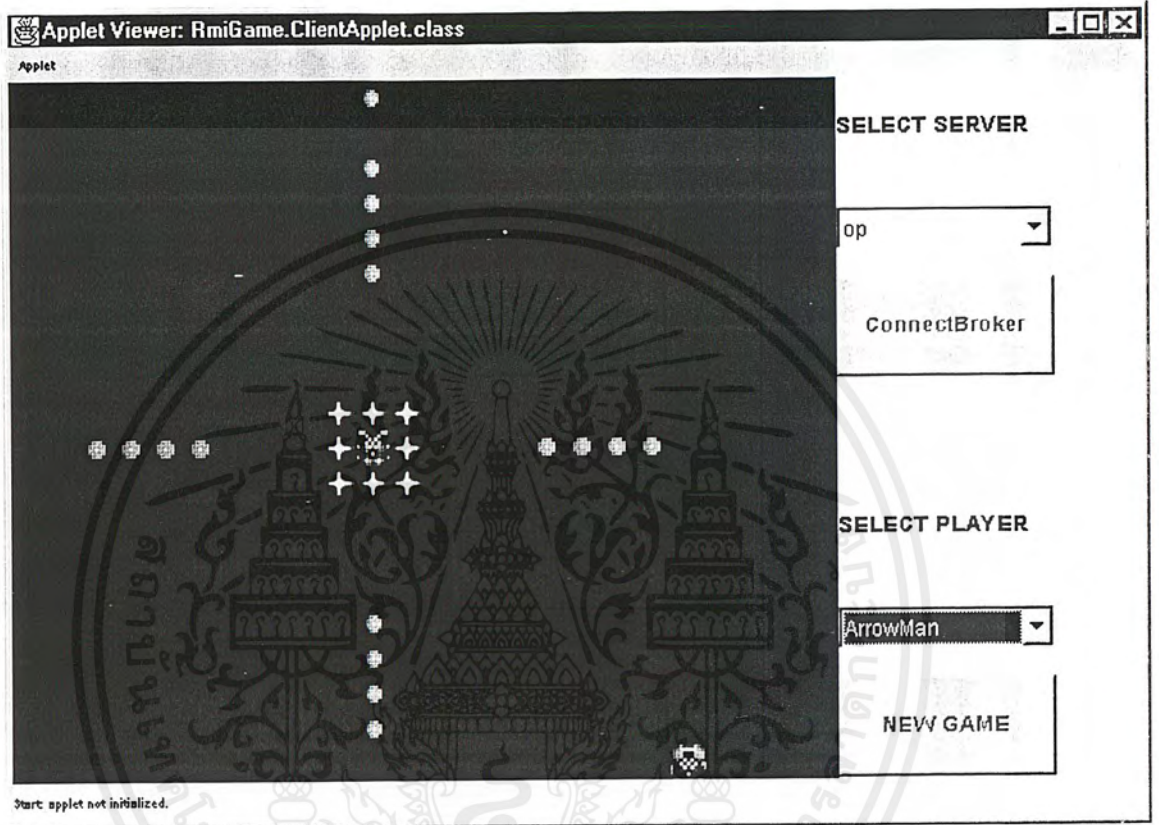 Applet Viewer: RmiGame.ClientApplet.class
Applet
SELECT SERVER
op
ConnectBroker
SELECT PLAYER
ArrowMan
NEW GAME
Start: applet not initialized.